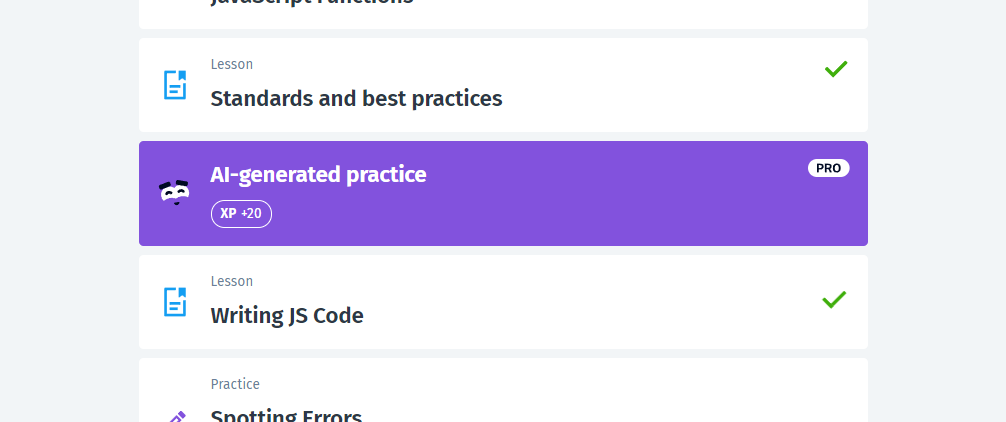 JavaScript Functions
Lesson
Standards and best practices
AI-generated practice
PRO
XP +20
Lesson
Writing JS Code
Practice
Spotting Errors